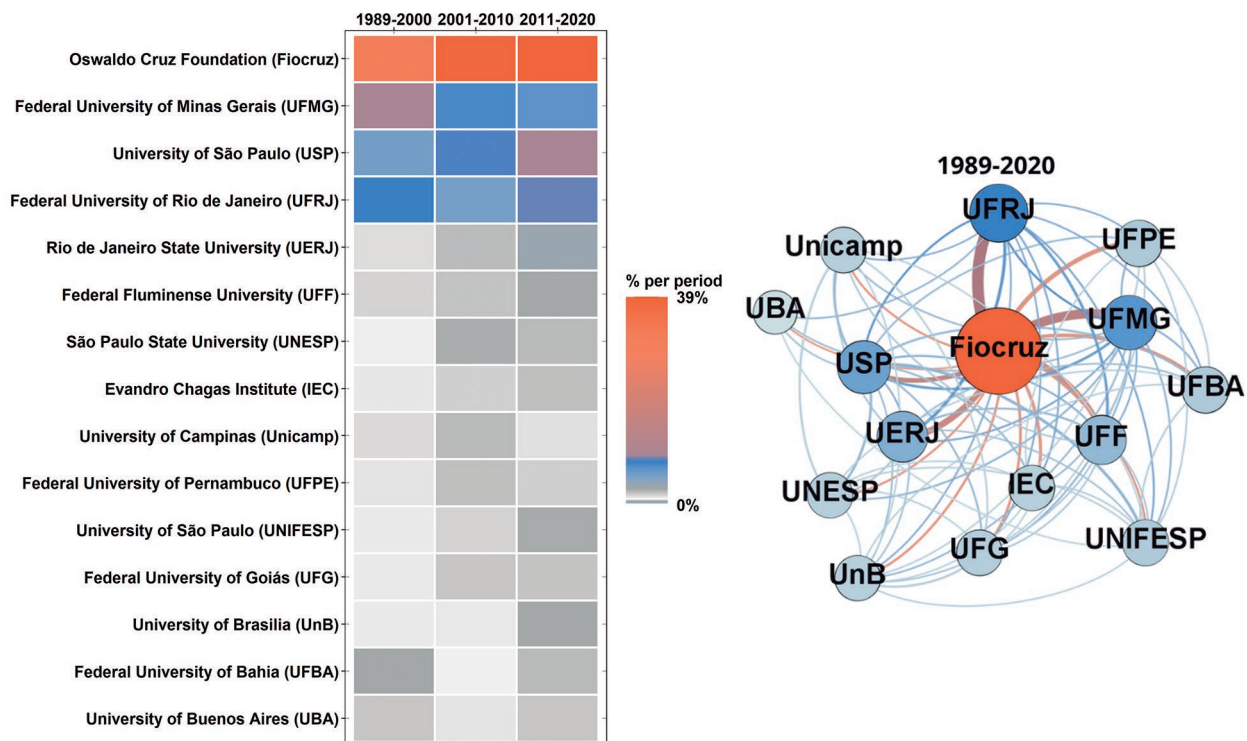 1989-2000 2001-2010 2011-2020
Oswaldo Cruz Foundation (Fiocruz)
Federal University of Minas Gerais (UFMG)
University of São Paulo (USP)
Federal University of Rio de Janeiro (UFRJ)
Rio de Janeiro State University (UERJ)
Federal Fluminense University (UFF)
São Paulo State University (UNESP)
Evandro Chagas Institute (IEC)
University of Campinas (Unicamp)
Federal University of Pernambuco (UFPE)
University of São Paulo (UNIFESP)
Federal University of Goiás (UFG)
University of Brasilia (UnB)
Federal University of Bahia (UFBA)
University of Buenos Aires (UBA)
% per period
39%
0%
1989-2020
UFRJ
Unicamp
UFPE
UBA
UFMG
Fiocruz
USP
UFBA
UERJ
UFF
UNESP
IEC
UFG
UNIFESP
UnB